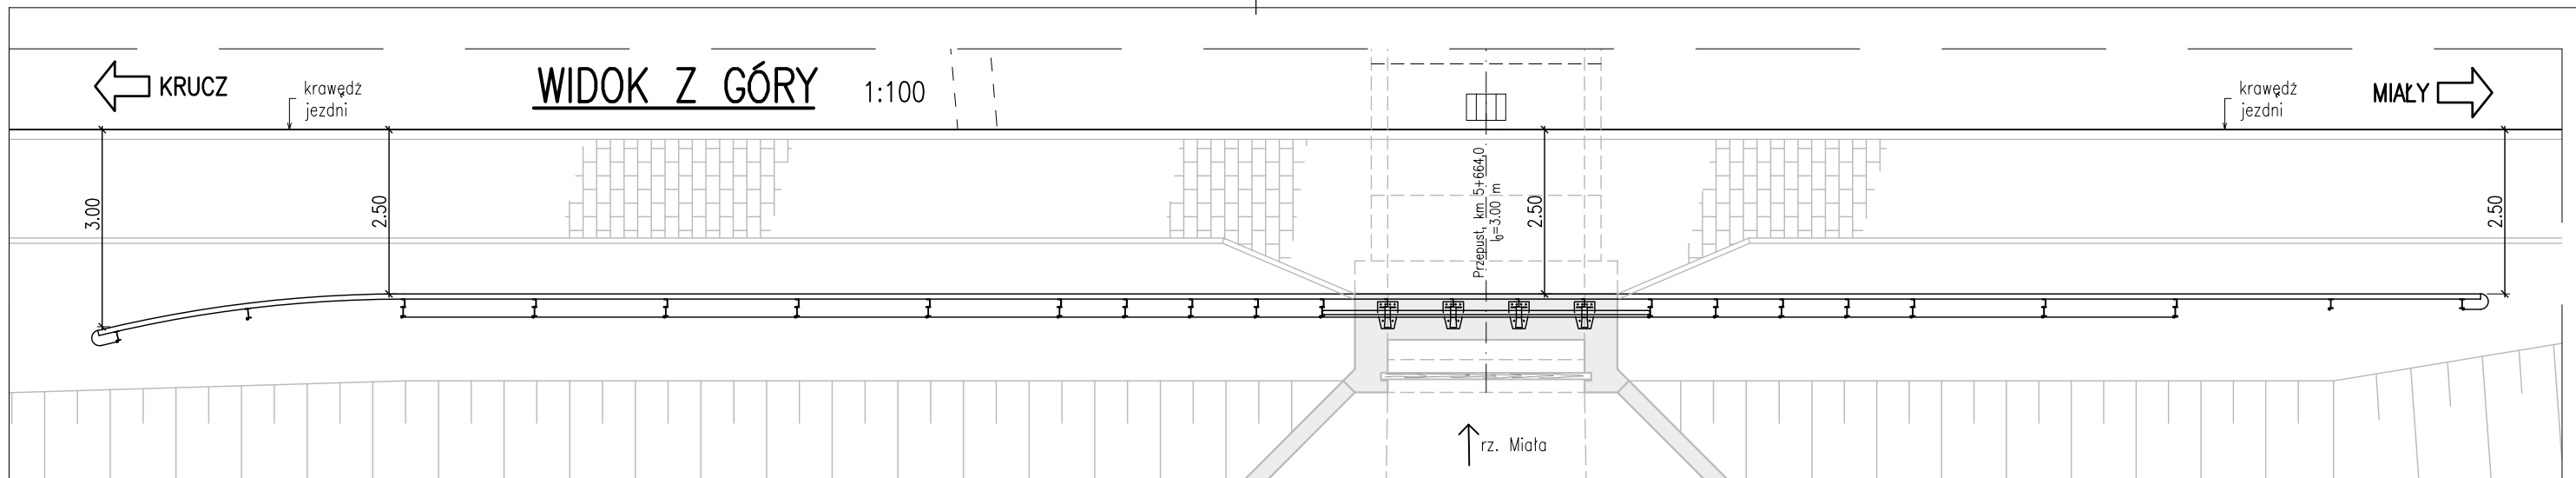 KRUCZ
krawędź
jezdni
WIDOK Z GÓRY 1:100
krawędź
jezdni
MIAŁY
3.00
2.50
Przepust, km 5+664,0
l₀=3.00 m
2.50
2.50
rz. Miała